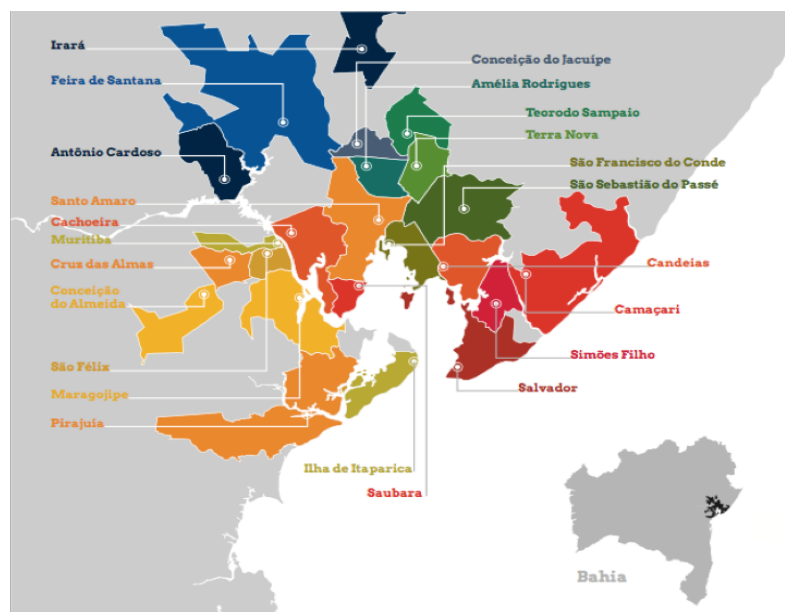 Irará
Conceição do Jacuípe
Feira de Santana
Amélia Rodrigues
Teorodo Sampaio
Terra Nova
Antônio Cardoso
São Francisco do Conde
São Sebastião do Passé
Santo Amaro
Cachoeira
Muritiba
Cruz das Almas
Candeias
Conceição
do Almeida
Camaçari
Simões Filho
São Félix
Salvador
Maragojipe
Pirajuía
Ilha de Itaparica
Saubara
Bahia